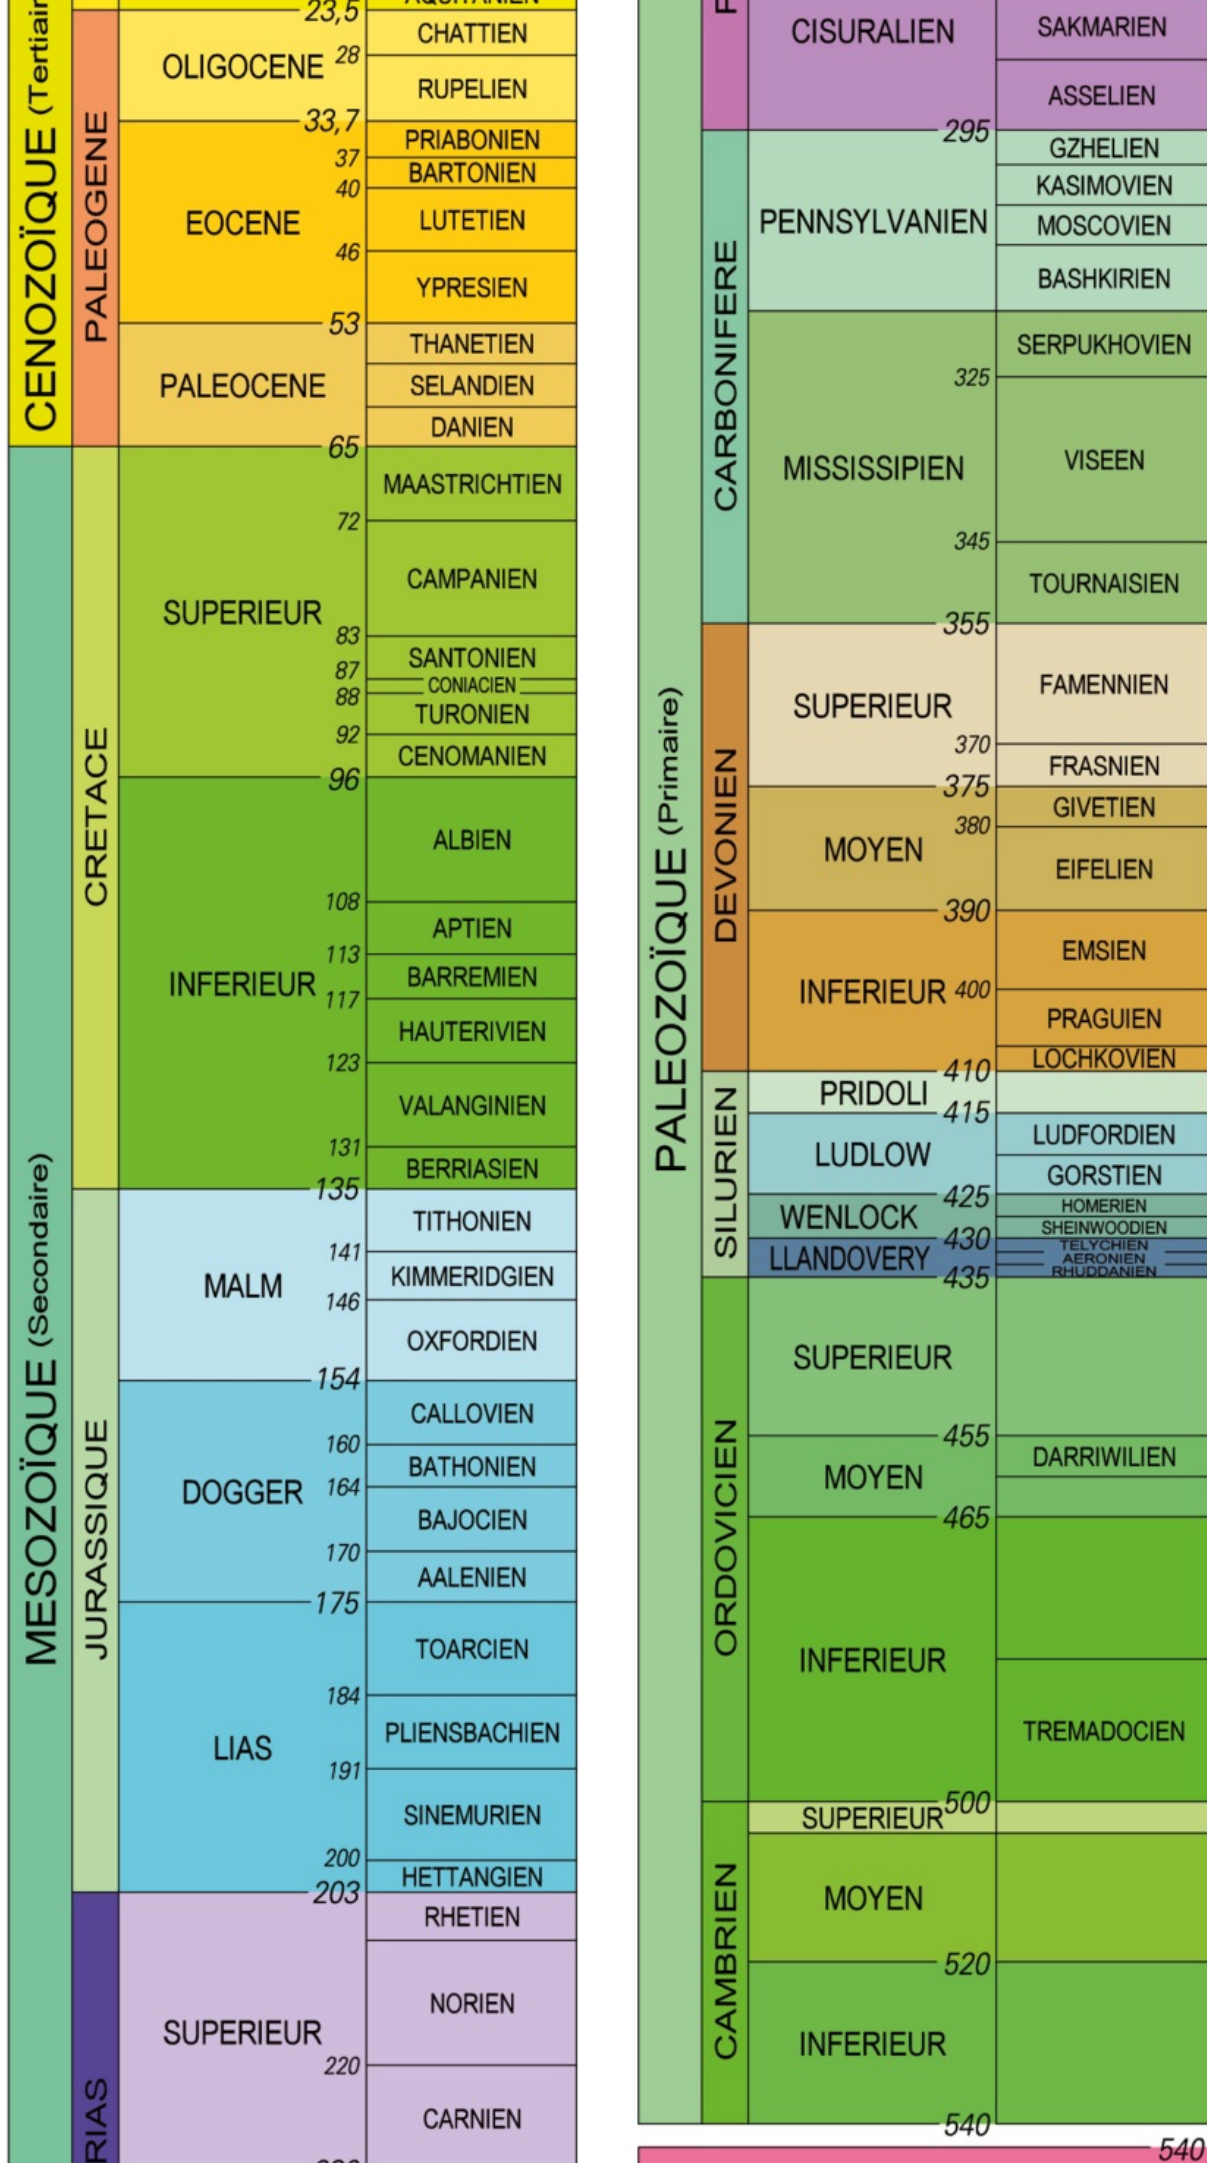 CENOZOÏQUE (Tertiair
PALEOGENE
23,5
OLIGOCENE
CHATTIEN
28
RUPELIEN
33,7
EOCENE
PRIABONIEN
37
BARTONIEN
40
LUTETIEN
46
YPRESIEN
53
PALEOCENE
THANETIEN
SELANDIEN
DANIEN
65
MESOZOÏQUE (Secondaire)
CRETACE
SUPERIEUR
MAASTRICHTIEN
72
CAMPANIEN
83
SANTONIEN
87
CONIACIEN
88
TURONIEN
92
CENOMANIEN
96
INFERIEUR
ALBIEN
108
APTIEN
113
BARREMIEN
117
HAUTERIVIEN
123
VALANGINIEN
131
BERRIASIEN
135
JURASSIQUE
MALM
TITHONIEN
141
KIMMERIDGIEN
146
OXFORDIEN
154
DOGGER
CALLOVIEN
160
BATHONIEN
164
BAJOCIEN
170
AALENIEN
175
LIAS
TOARCIEN
184
PLIENSBACHIEN
191
SINEMURIEN
200
HETTANGIEN
203
RIAS
SUPERIEUR
RHETIEN
NORIEN
220
CARNIEN
PALEOZOÏQUE (Primaire)
CISURALIEN
SAKMARIEN
ASSELIEN
295
CARBONIFERE
PENNSYLVANIEN
GZHELIEN
KASIMOVIEN
MOSCOVIEN
BASHKIRIEN
MISSISSIPIEN
SERPUKHOVIEN
325
VISEEN
345
TOURNAISIEN
355
DEVONIEN
SUPERIEUR
FAMENNIEN
370
FRASNIEN
375
MOYEN
GIVETIEN
380
EIFELIEN
390
INFERIEUR
EMSIEN
400
PRAGUIEN
LOCHKOVIEN
410
SILURIEN
PRIDOLI
415
LUDLOW
LUDFORDIEN
GORSTIEN
425
WENLOCK
HOMERIEN
SHEINWOODIEN
430
LLANDOVERY
TELYCHIEN
AERONIEN
RHUDDANIEN
435
ORDOVICIEN
SUPERIEUR
455
MOYEN
DARRIWILIEN
465
INFERIEUR
TREMADOCIEN
500
CAMBRIEN
SUPERIEUR
MOYEN
520
INFERIEUR
540
540